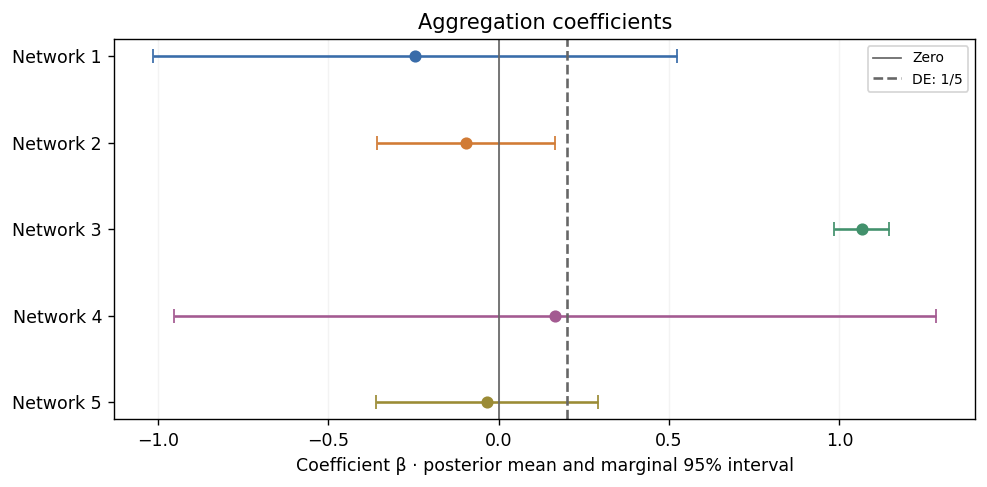 Aggregation coefficients
Network 1
Network 2
Network 3
Network 4
Network 5
Zero
DE: 1/5
−1.0
−0.5
0.0
0.5
1.0
Coefficient β · posterior mean and marginal 95% interval